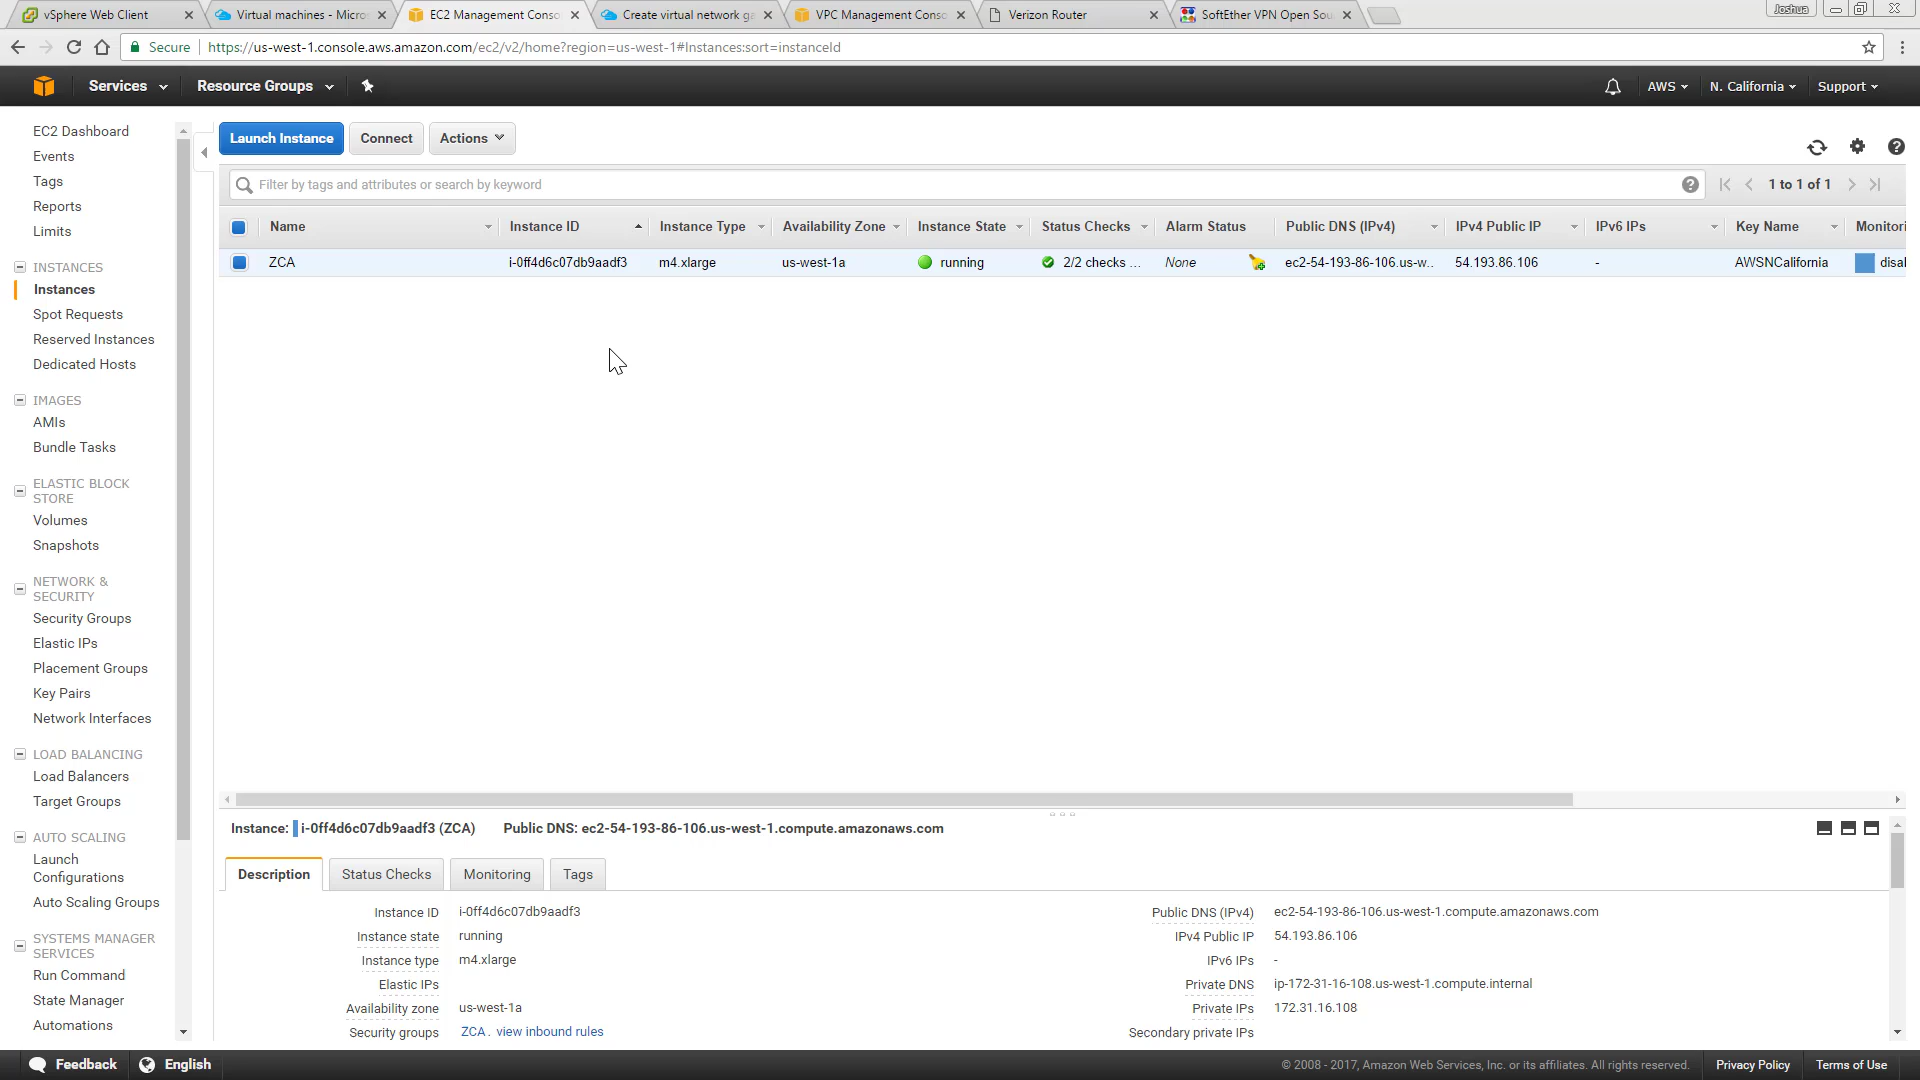 vSphere Web Client
Virtual machines - Micros
EC2 Management Conso
Create virtual network ga
VPC Management Conso
Verizon Router
SoftEther VPN Open Sou
Joshua
Secure
https://us-west-1.console.aws.amazon.com/ec2/v2/home?region=us-west-1#Instances:sort=instanceId
Services
Resource Groups
AWS
N. California
Support
EC2 Dashboard
Events
Tags
Reports
Limits
INSTANCES
Instances
Spot Requests
Reserved Instances
Dedicated Hosts
IMAGES
AMIs
Bundle Tasks
ELASTIC BLOCK
STORE
Volumes
Snapshots
NETWORK &
SECURITY
Security Groups
Elastic IPs
Placement Groups
Key Pairs
Network Interfaces
LOAD BALANCING
Load Balancers
Target Groups
AUTO SCALING
Launch
Configurations
Auto Scaling Groups
SYSTEMS MANAGER
SERVICES
Run Command
State Manager
Automations
Launch Instance
Connect
Actions
Filter by tags and attributes or search by keyword
1 to 1 of 1
Name Instance ID Instance Type Availability Zone Instance State Status Checks Alarm Status Public DNS (IPv4) IPv4 Public IP IPv6 IPs Key Name Monitori
ZCA i-0ff4d6c07db9aadf3 m4.xlarge us-west-1a running 2/2 checks ... None ec2-54-193-86-106.us-w... 54.193.86.106 - AWSNCalifornia disal
Instance: i-0ff4d6c07db9aadf3 (ZCA) Public DNS: ec2-54-193-86-106.us-west-1.compute.amazonaws.com
Description
Status Checks
Monitoring
Tags
Instance ID i-0ff4d6c07db9aadf3
Instance state running
Instance type m4.xlarge
Elastic IPs
Availability zone us-west-1a
Security groups ZCA. view inbound rules
Public DNS (IPv4) ec2-54-193-86-106.us-west-1.compute.amazonaws.com
IPv4 Public IP 54.193.86.106
IPv6 IPs -
Private DNS ip-172-31-16-108.us-west-1.compute.internal
Private IPs 172.31.16.108
Secondary private IPs
Feedback
English
© 2008 - 2017, Amazon Web Services, Inc. or its affiliates. All rights reserved.
Privacy Policy
Terms of Use